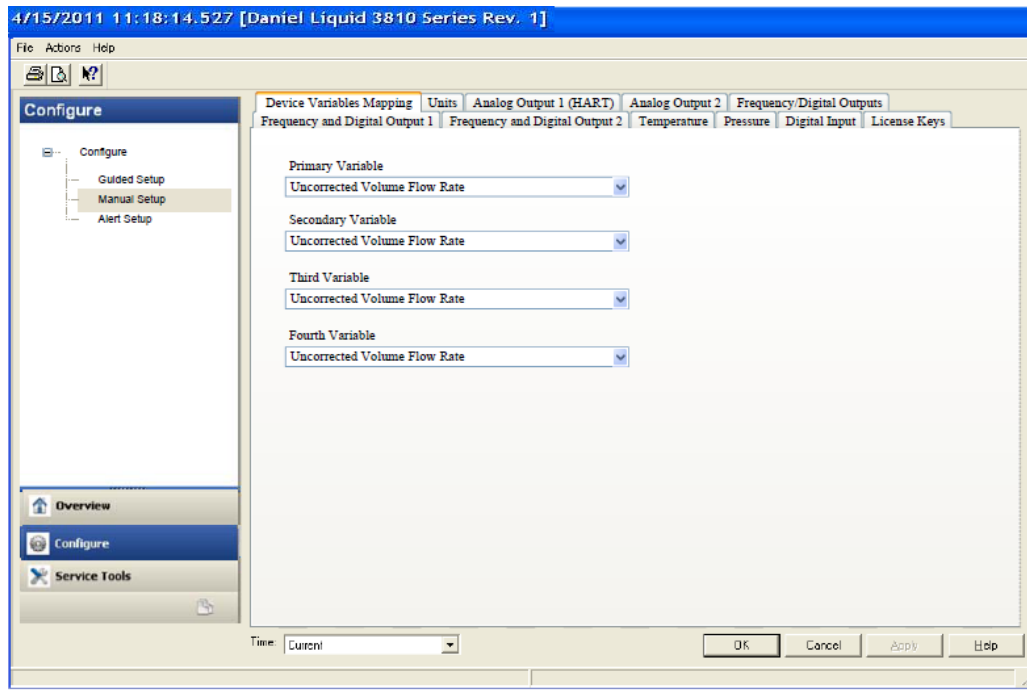 4/15/2011 11:18:14.527 [Daniel Liquid 3810 Series Rev. 1]
File Actions Help
Configure
Configure
Guided Setup
Manual Setup
Alert Setup
Overview
Configure
Service Tools
Device Variables Mapping Units Analog Output 1 (HART) Analog Output 2 Frequency/Digital Outputs
Frequency and Digital Output 1 Frequency and Digital Output 2 Temperature Pressure Digital Input License Keys
Primary Variable
Uncorrected Volume Flow Rate
Secondary Variable
Uncorrected Volume Flow Rate
Third Variable
Uncorrected Volume Flow Rate
Fourth Variable
Uncorrected Volume Flow Rate
Time: Current
OK Cancel Apply Help